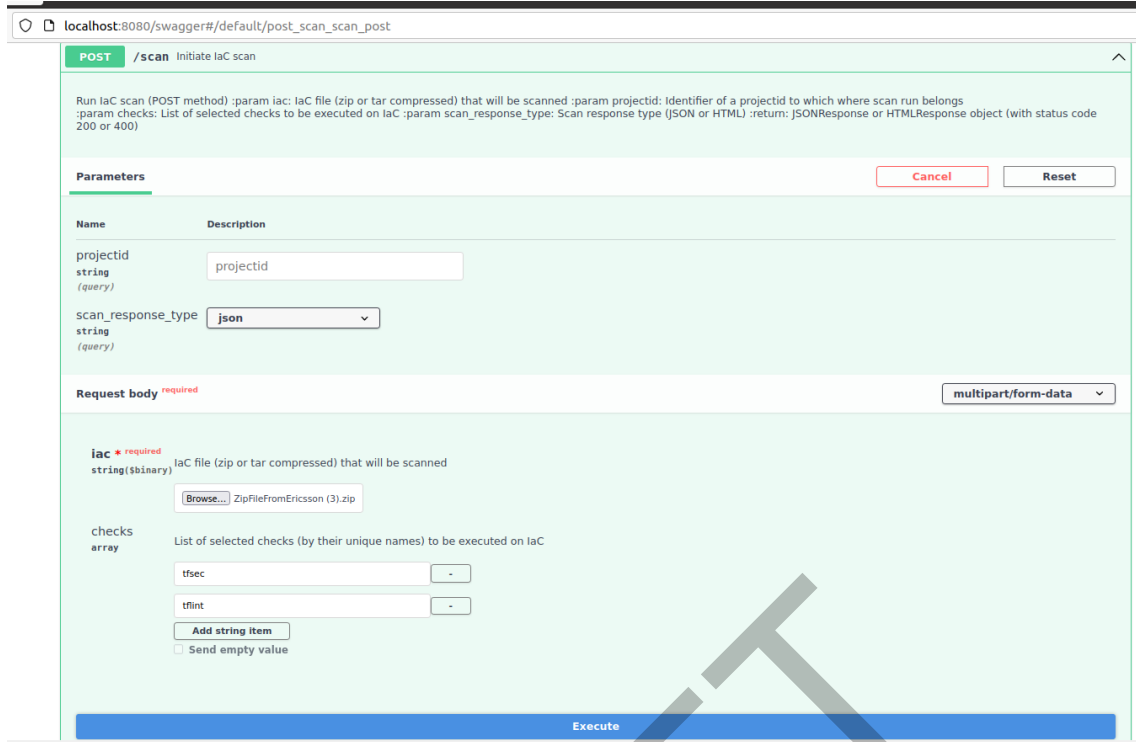 localhost:8080/swagger#/default/post_scan_scan_post
POST /scan Initiate IaC scan
Run IaC scan (POST method) :param iac: IaC file (zip or tar compressed) that will be scanned :param projectid: Identifier of a projectid to which where scan run belongs
:param checks: List of selected checks to be executed on IaC :param scan_response_type: Scan response type (JSON or HTML) :return: JSONResponse or HTMLResponse object (with status code
200 or 400)
Parameters Cancel Reset
Name Description
projectid
string
(query)
projectid
scan_response_type
string
(query)
json
Request body required multipart/form-data
iac * required
string($binary)
IaC file (zip or tar compressed) that will be scanned
Browse... ZipFileFromEricsson (3).zip
checks
array
List of selected checks (by their unique names) to be executed on IaC
tfsec -
tflint -
Add string item
Send empty value
Execute